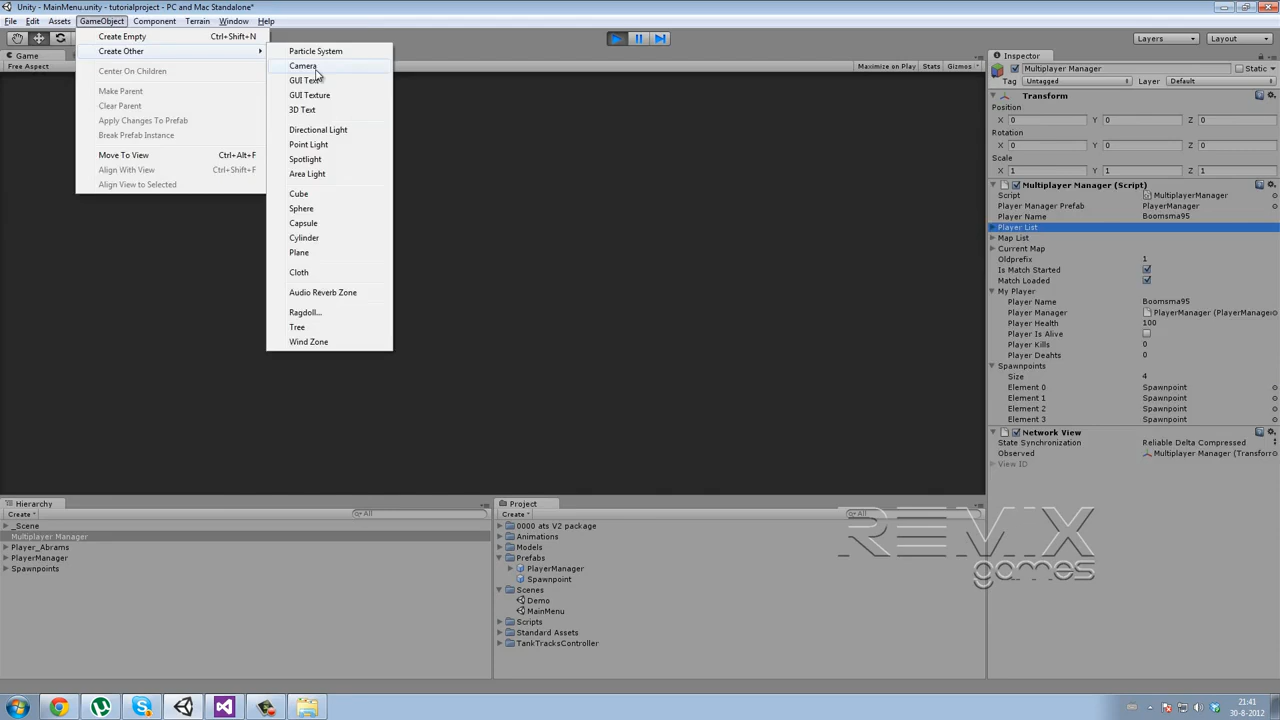 Unity - MainMenu.unity - tutorialproject - PC and Mac Standalone*
File Edit Assets GameObject Component Terrain Window Help
Layers Layout
Create Empty Ctrl+Shift+N
Create Other
Center On Children
Make Parent
Clear Parent
Apply Changes To Prefab
Break Prefab Instance
Move To View Ctrl+Alt+F
Align With View Ctrl+Shift+F
Align View to Selected
Particle System
Camera
GUI Text
GUI Texture
3D Text
Directional Light
Point Light
Spotlight
Area Light
Cube
Sphere
Capsule
Cylinder
Plane
Cloth
Audio Reverb Zone
Ragdoll...
Tree
Wind Zone
Game
Free Aspect
Maximize on Play Stats Gizmos
Inspector
Multiplayer Manager Static
Tag Untagged Layer Default
Transform
Position
X 0 Y 0 Z 0
Rotation
X 0 Y 0 Z 0
Scale
X 1 Y 1 Z 1
Multiplayer Manager (Script)
Script MultiplayerManager
Player Manager Prefab PlayerManager
Player Name Boomsma95
Player List
Map List
Current Map
Oldprefix 1
Is Match Started
Match Loaded
My Player
Player Name Boomsma95
Player Manager PlayerManager (PlayerManager
Player Health 100
Player Is Alive
Player Kills 0
Player Deahts 0
Spawnpoints
Size 4
Element 0 Spawnpoint
Element 1 Spawnpoint
Element 2 Spawnpoint
Element 3 Spawnpoint
Network View
State Synchronization Reliable Delta Compressed
Observed Multiplayer Manager (Transform
View ID
Hierarchy
Create All
_Scene
Multiplayer Manager
Player_Abrams
PlayerManager
Spawnpoints
Project
Create All
0000 ats V2 package
Animations
Models
Prefabs
PlayerManager
Spawnpoint
Scenes
Demo
MainMenu
Scripts
Standard Assets
TankTracksController
REVIX
games
21:41
30-8-2012